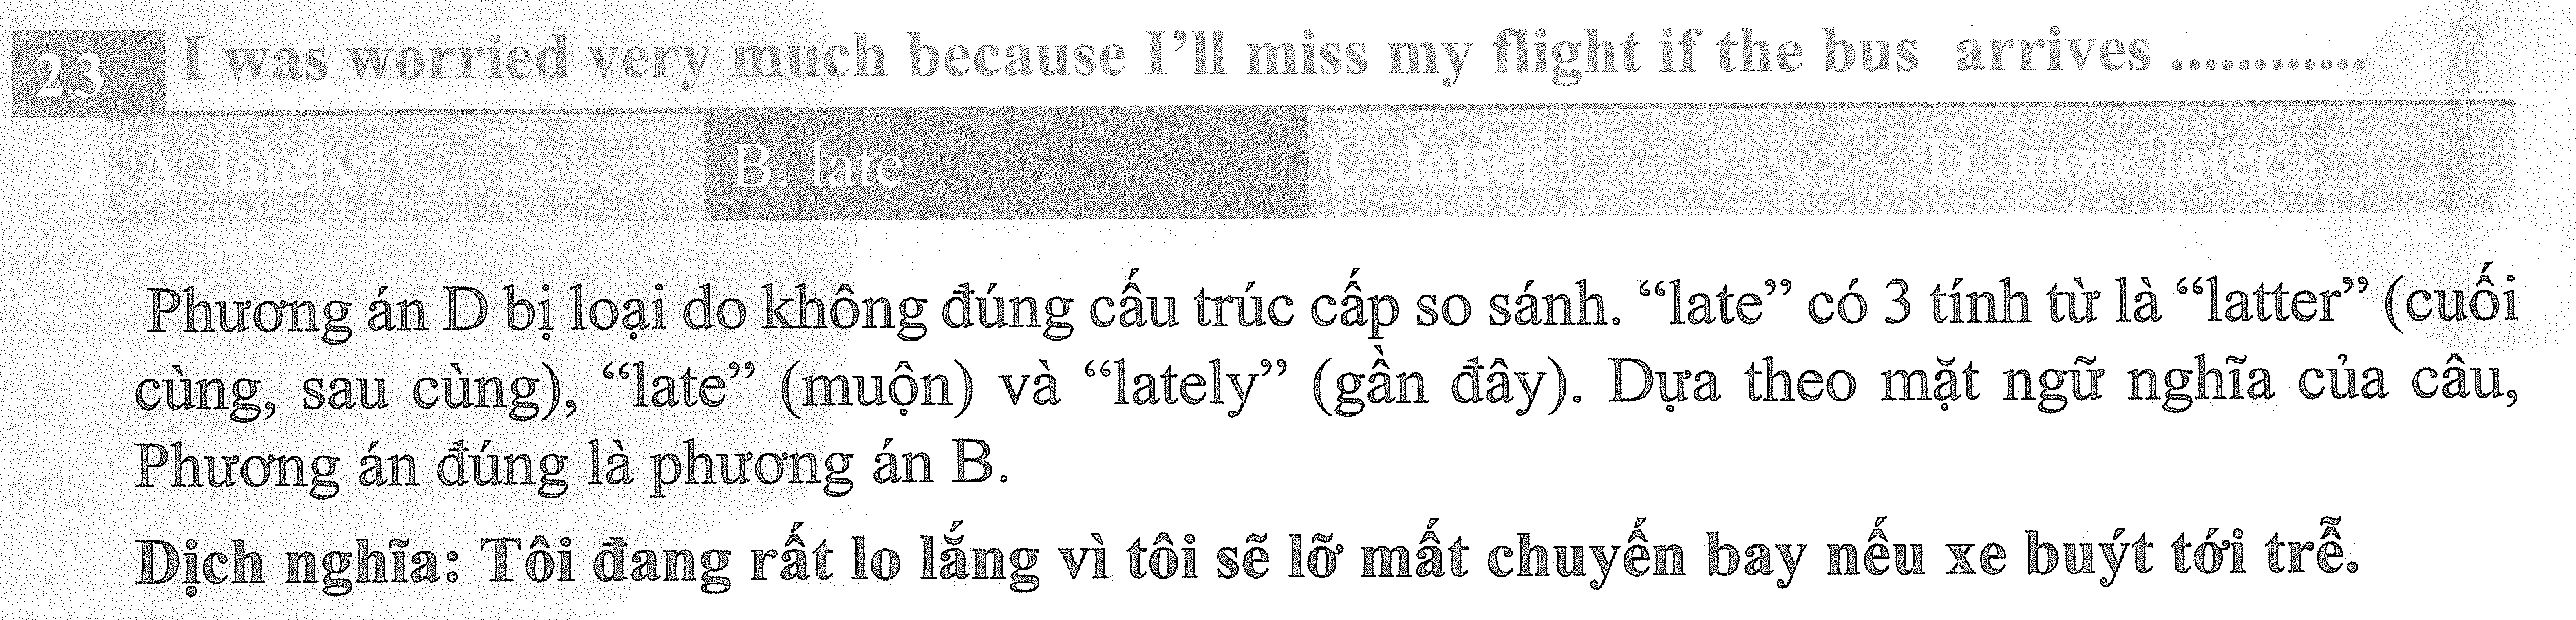 23 I was worried very much because I’ll miss my flight if the bus arrives ............
A. lately B. late C. latter D. more later
Phương án D bị loại do không đúng cấu trúc cấp so sánh. “late” có 3 tính từ là “latter” (cuối
cùng, sau cùng), “late” (muộn) và “lately” (gần đây). Dựa theo mặt ngữ nghĩa của câu,
Phương án đúng là phương án B.
Dịch nghĩa: Tôi đang rất lo lắng vì tôi sẽ lỡ mất chuyến bay nếu xe buýt tới trễ.